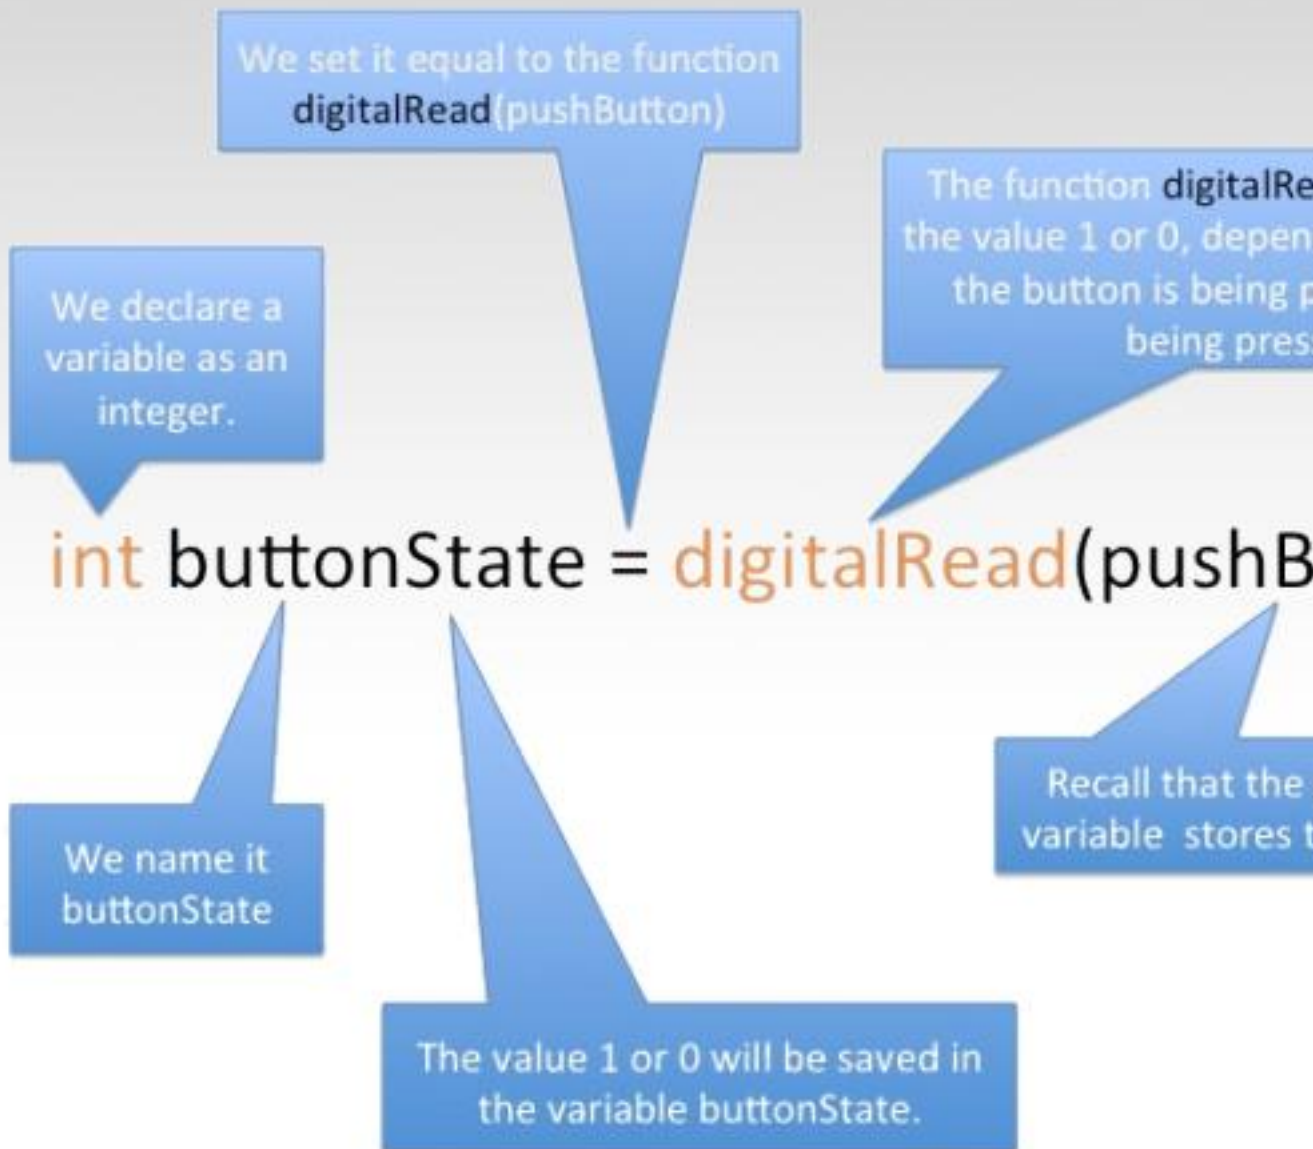 We set it equal to the function
digitalRead(pushButton)
The function digitalRe
the value 1 or 0, depen
the button is being p
being press
We declare a
variable as an
integer.
int buttonState = digitalRead(pushB
We name it
buttonState
Recall that the
variable stores t
The value 1 or 0 will be saved in
the variable buttonState.